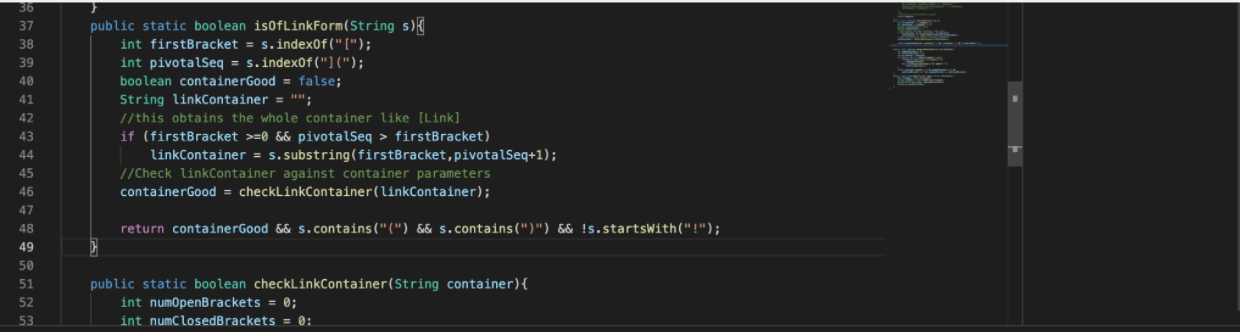 36 }
37 public static boolean isOfLinkForm(String s){
38 int firstBracket = s.indexOf("[");
39 int pivotalSeq = s.indexOf("](");
40 boolean containerGood = false;
41 String linkContainer = "";
42 //this obtains the whole container like [Link]
43 if (firstBracket >=0 && pivotalSeq > firstBracket)
44 linkContainer = s.substring(firstBracket,pivotalSeq+1);
45 //Check linkContainer against container parameters
46 containerGood = checkLinkContainer(linkContainer);
47
48 return containerGood && s.contains("(") && s.contains(")") && !s.startsWith("!");
49 }
50
51 public static boolean checkLinkContainer(String container){
52 int numOpenBrackets = 0;
53 int numClosedBrackets = 0;